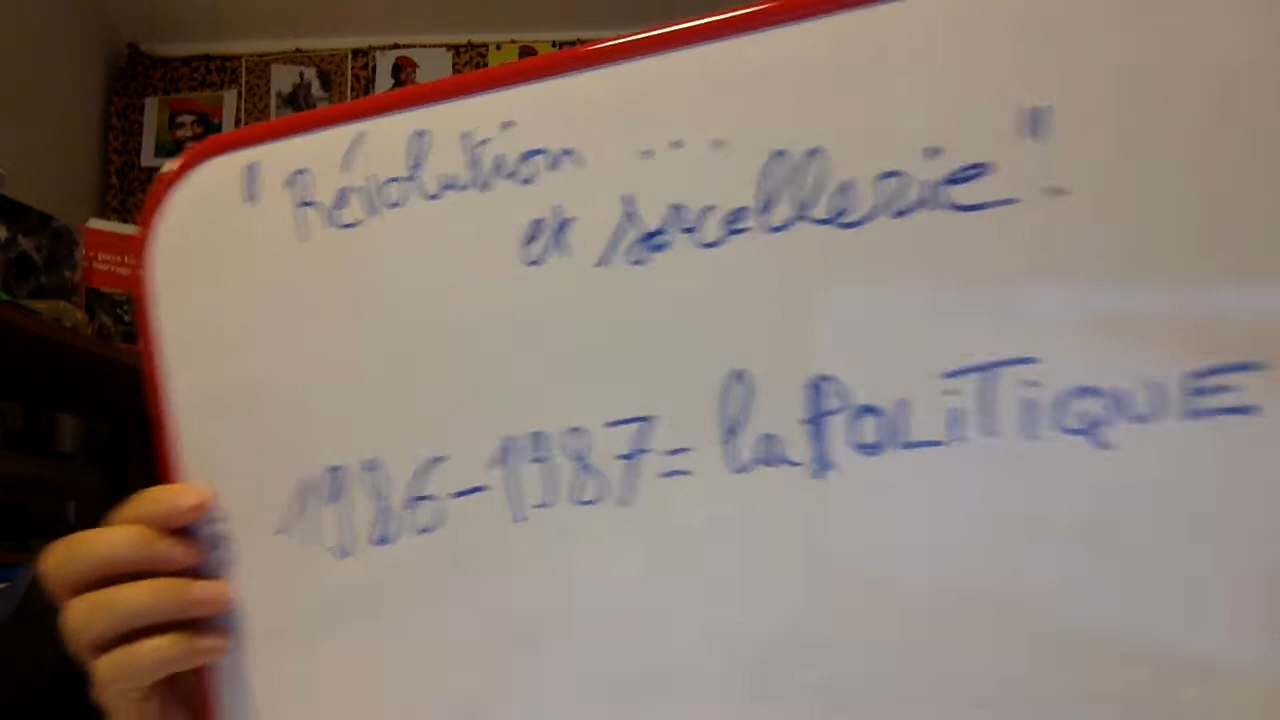 "Révolution ...
et sorcellerie".
1986-1987 = la POLiTiQUE